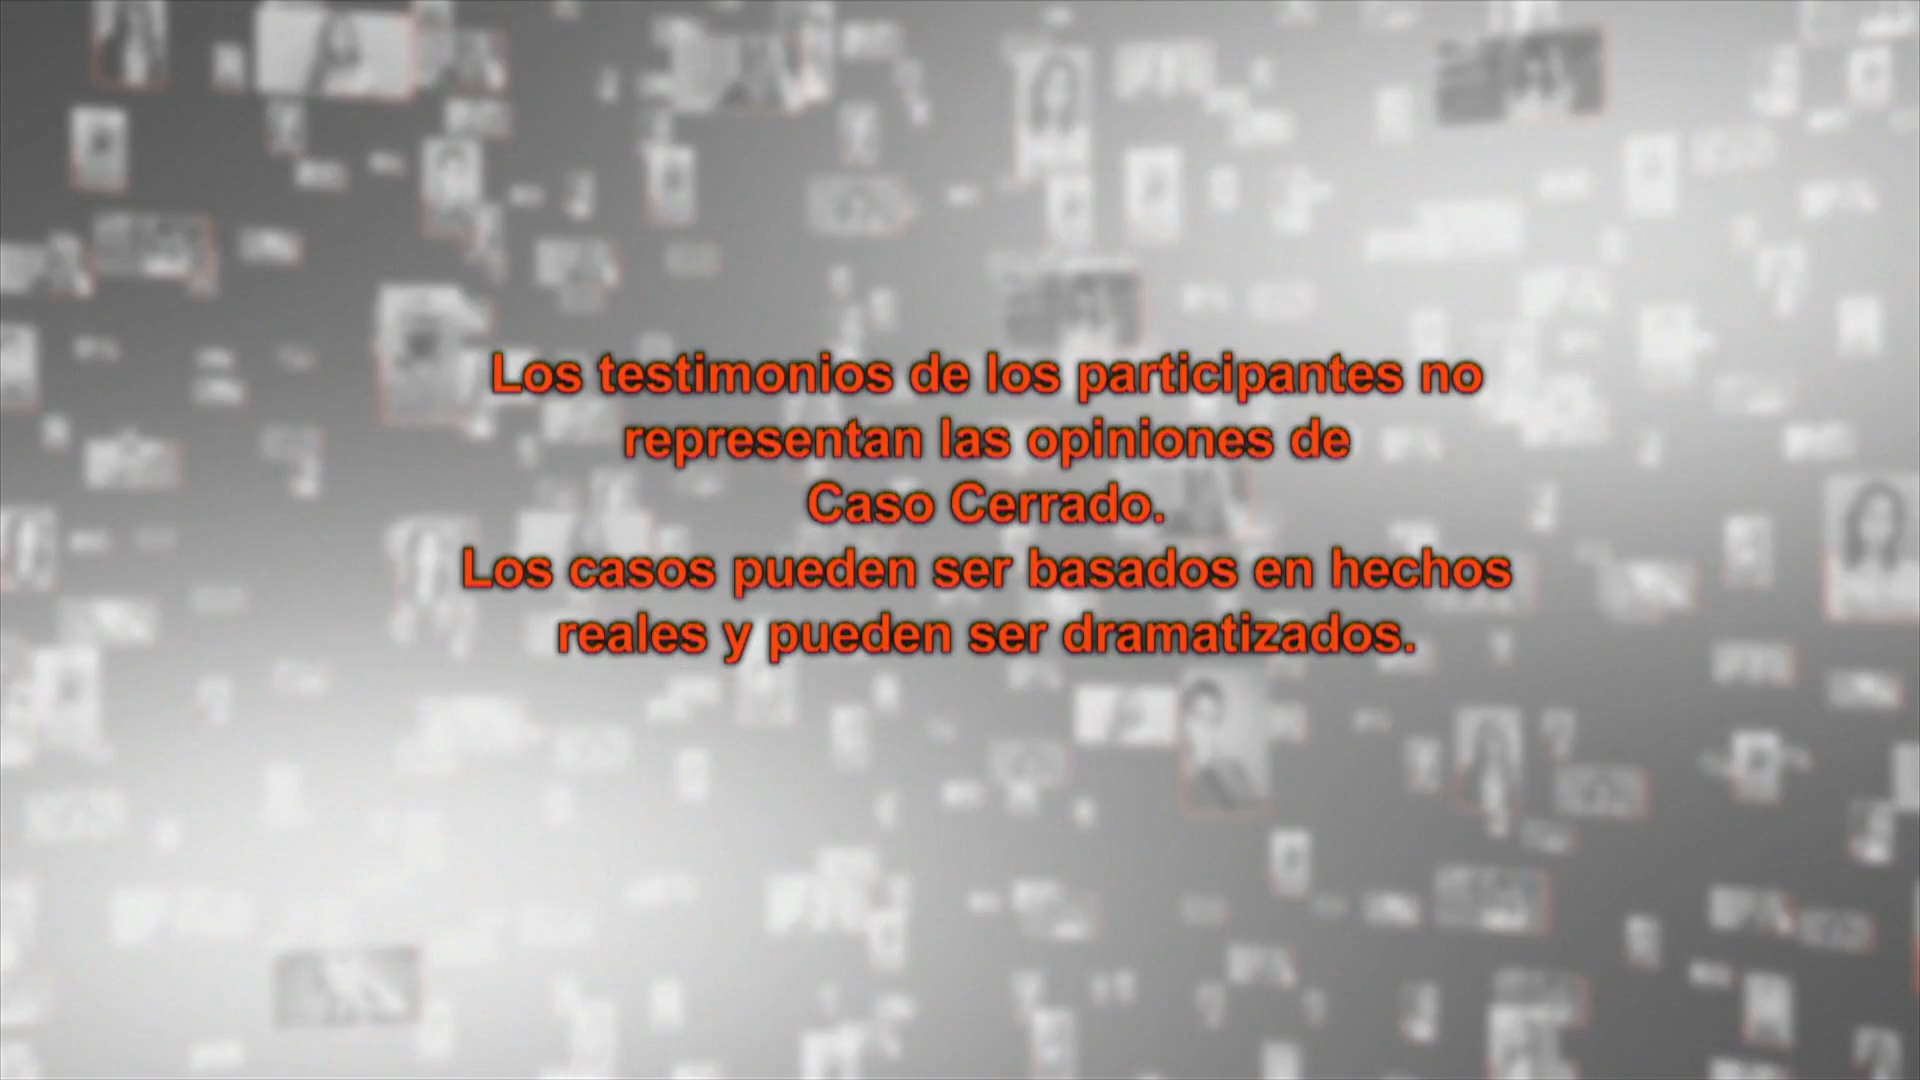 Los testimonios de los participantes no
representan las opiniones de
Caso Cerrado.
Los casos pueden ser basados en hechos
reales y pueden ser dramatizados.